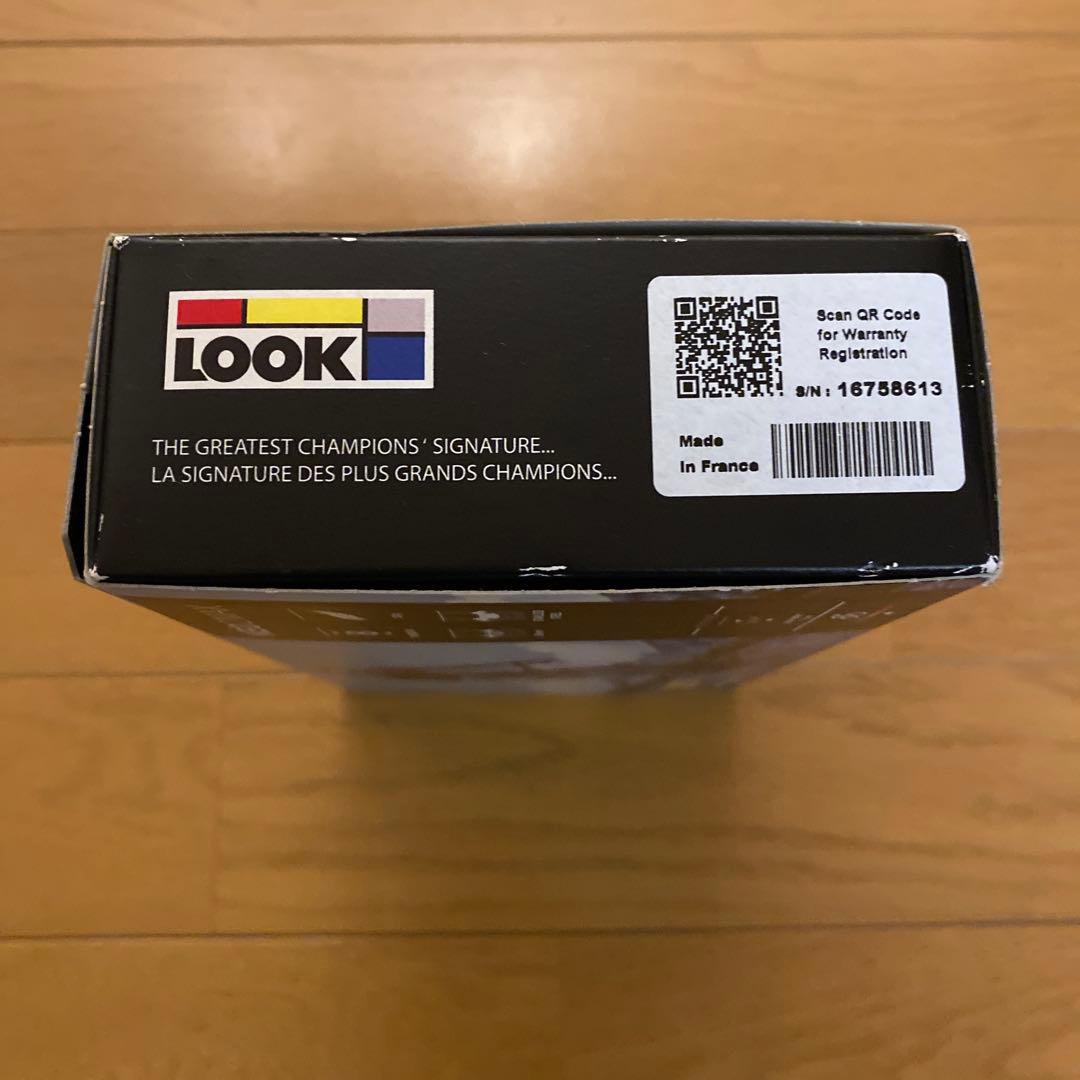 LOOK
THE GREATEST CHAMPIONS‘ SIGNATURE...
LA SIGNATURE DES PLUS GRANDS CHAMPIONS...
Scan QR Code
for Warranty
Registration
S/N : 16758613
Made
In France